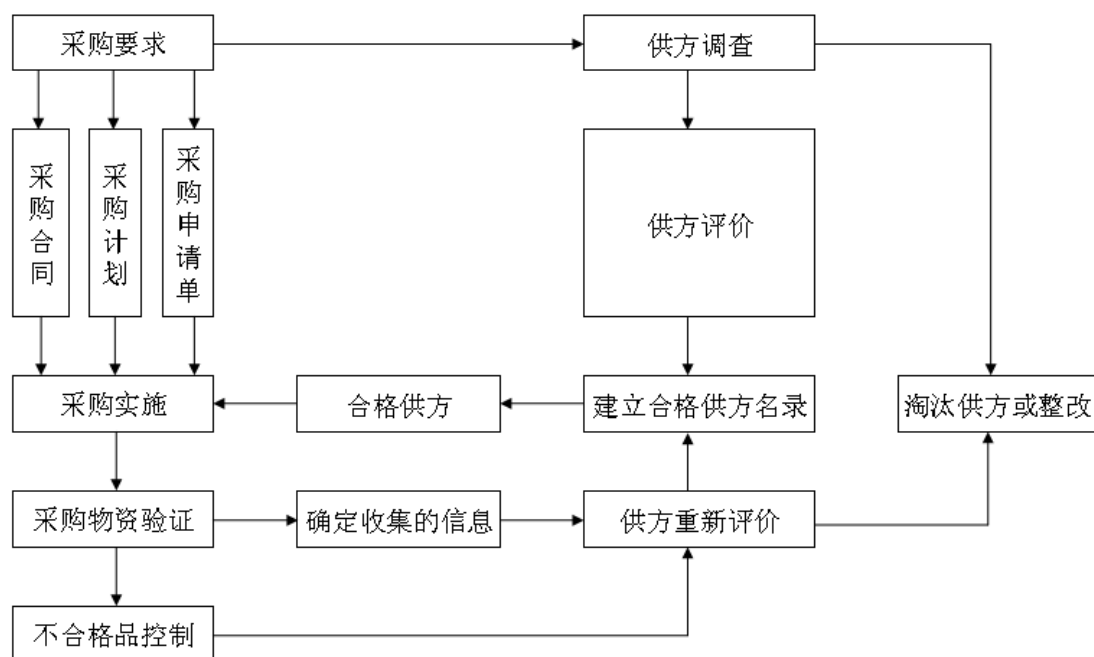 采购要求
供方调查
采购合同
采购计划
采购申请单
供方评价
采购实施
合格供方
建立合格供方名录
淘汰供方或整改
采购物资验证
确定收集的信息
供方重新评价
不合格品控制